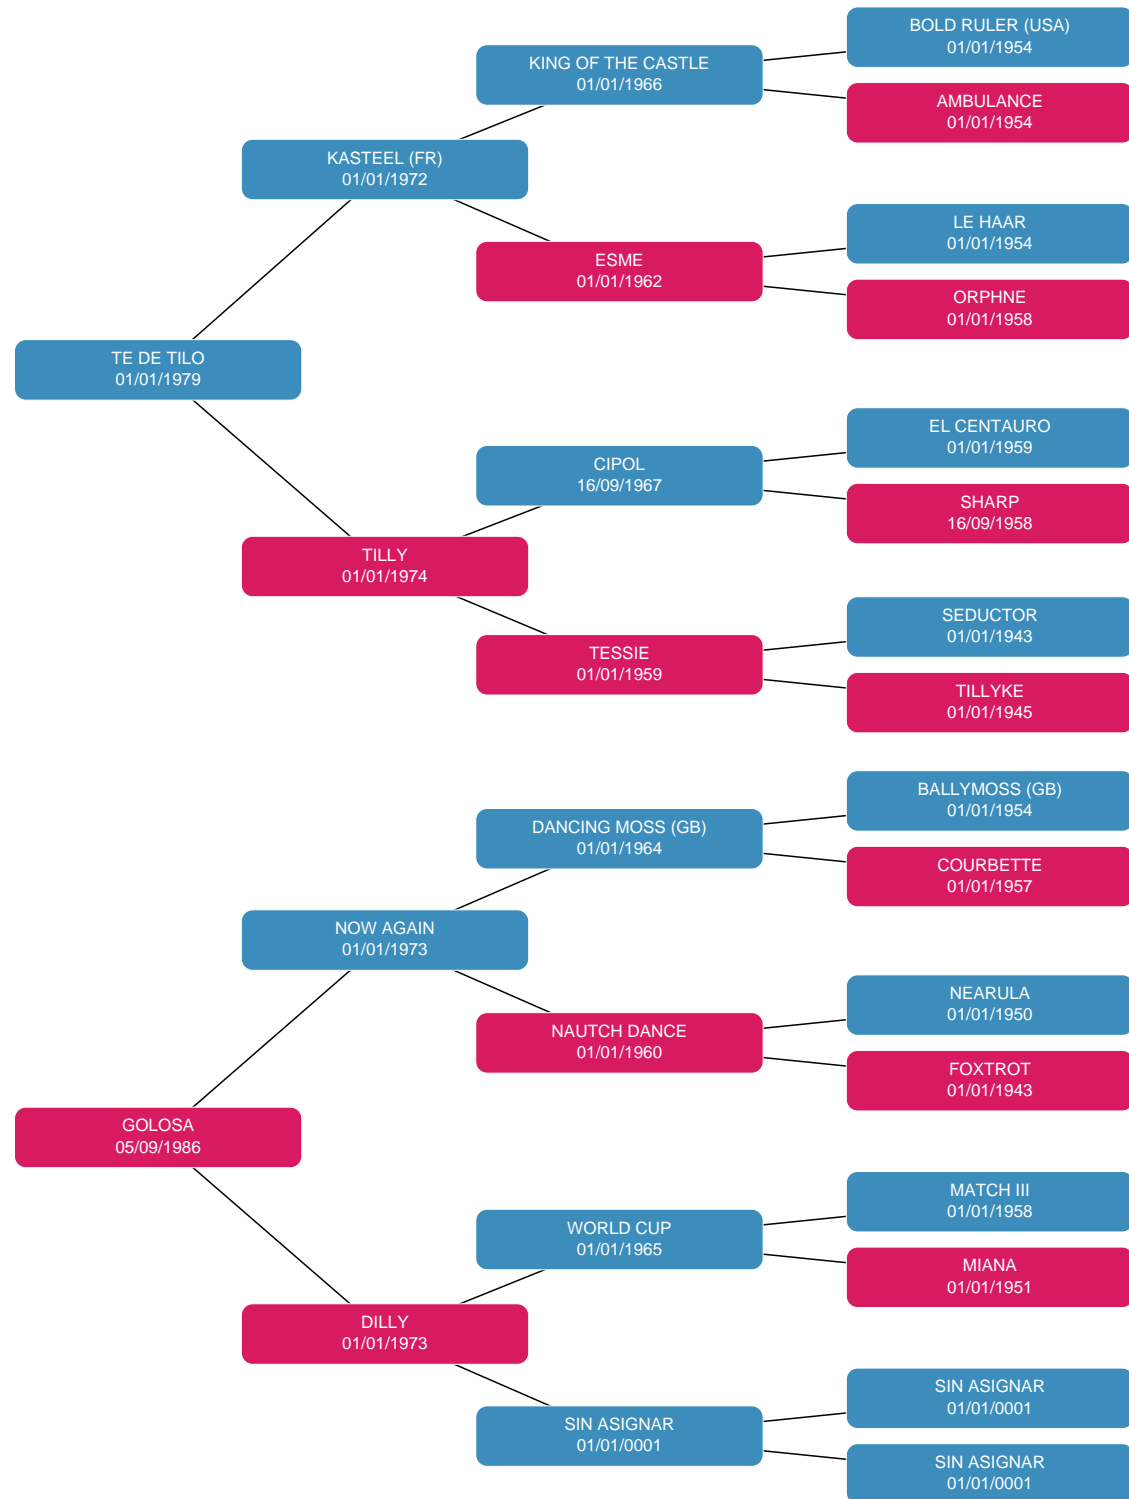 BOLD RULER (USA)
01/01/1954
KING OF THE CASTLE
01/01/1966
AMBULANCE
01/01/1954
KASTEEL (FR)
01/01/1972
LE HAAR
01/01/1954
ESME
01/01/1962
ORPHNE
01/01/1958
TE DE TILO
01/01/1979
EL CENTAURO
01/01/1959
CIPOL
16/09/1967
SHARP
16/09/1958
TILLY
01/01/1974
SEDUCTOR
01/01/1943
TESSIE
01/01/1959
TILLYKE
01/01/1945
BALLYMOSS (GB)
01/01/1954
DANCING MOSS (GB)
01/01/1964
COURBETTE
01/01/1957
NOW AGAIN
01/01/1973
NEARULA
01/01/1950
NAUTCH DANCE
01/01/1960
FOXTROT
01/01/1943
GOLOSA
05/09/1986
MATCH III
01/01/1958
WORLD CUP
01/01/1965
MIANA
01/01/1951
DILLY
01/01/1973
SIN ASIGNAR
01/01/0001
SIN ASIGNAR
01/01/0001
SIN ASIGNAR
01/01/0001